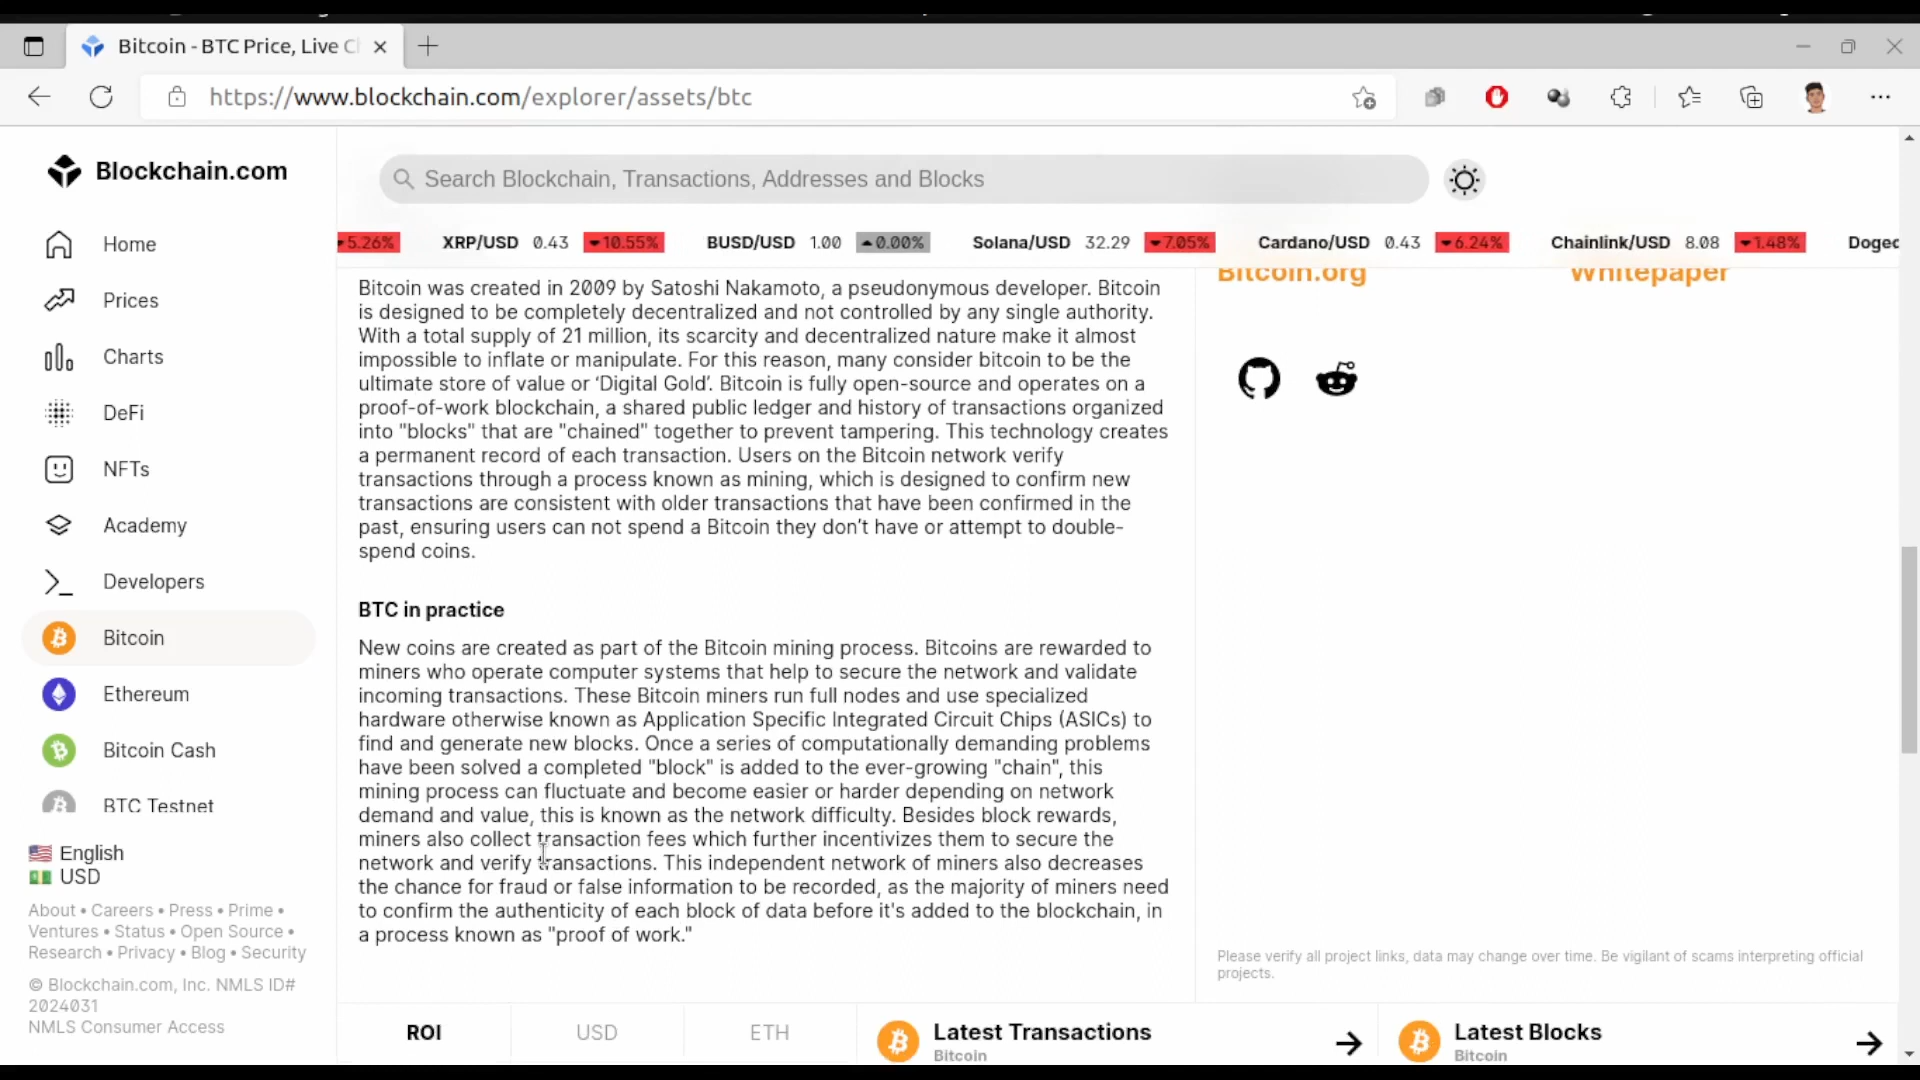 Bitcoin - BTC Price, Live C
https://www.blockchain.com/explorer/assets/btc
Blockchain.com
Search Blockchain, Transactions, Addresses and Blocks
5.26% XRP/USD 0.43 10.55% BUSD/USD 1.00 0.00% Solana/USD 32.29 7.05% Cardano/USD 0.43 6.24% Chainlink/USD 8.08 1.48% Dogec
Home
Prices
Charts
DeFi
NFTs
Academy
Developers
Bitcoin
Ethereum
Bitcoin Cash
BTC Testnet
English
USD
About • Careers • Press • Prime •
Ventures • Status • Open Source •
Research • Privacy • Blog • Security
© Blockchain.com, Inc. NMLS ID#
2024031
NMLS Consumer Access
Bitcoin was created in 2009 by Satoshi Nakamoto, a pseudonymous developer. Bitcoin
is designed to be completely decentralized and not controlled by any single authority.
With a total supply of 21 million, its scarcity and decentralized nature make it almost
impossible to inflate or manipulate. For this reason, many consider bitcoin to be the
ultimate store of value or ‘Digital Gold’. Bitcoin is fully open-source and operates on a
proof-of-work blockchain, a shared public ledger and history of transactions organized
into "blocks" that are "chained" together to prevent tampering. This technology creates
a permanent record of each transaction. Users on the Bitcoin network verify
transactions through a process known as mining, which is designed to confirm new
transactions are consistent with older transactions that have been confirmed in the
past, ensuring users can not spend a Bitcoin they don’t have or attempt to double-
spend coins.
BTC in practice
New coins are created as part of the Bitcoin mining process. Bitcoins are rewarded to
miners who operate computer systems that help to secure the network and validate
incoming transactions. These Bitcoin miners run full nodes and use specialized
hardware otherwise known as Application Specific Integrated Circuit Chips (ASICs) to
find and generate new blocks. Once a series of computationally demanding problems
have been solved a completed "block" is added to the ever-growing "chain", this
mining process can fluctuate and become easier or harder depending on network
demand and value, this is known as the network difficulty. Besides block rewards,
miners also collect transaction fees which further incentivizes them to secure the
network and verify transactions. This independent network of miners also decreases
the chance for fraud or false information to be recorded, as the majority of miners need
to confirm the authenticity of each block of data before it's added to the blockchain, in
a process known as "proof of work."
Bitcoin.org
Whitepaper
Please verify all project links, data may change over time. Be vigilant of scams interpreting official
projects.
ROI USD ETH
Latest Transactions
Bitcoin
Latest Blocks
Bitcoin